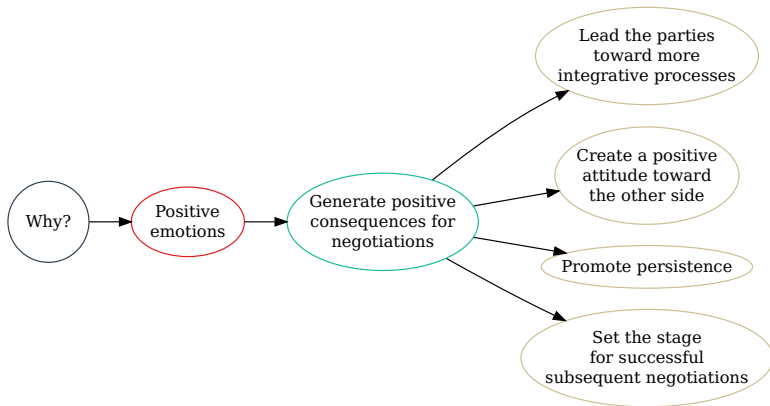 Why?
Positive
emotions
Generate positive
consequences for
negotiations
Lead the parties
toward more
integrative processes
Create a positive
attitude toward
the other side
Promote persistence
Set the stage
for successful
subsequent negotiations